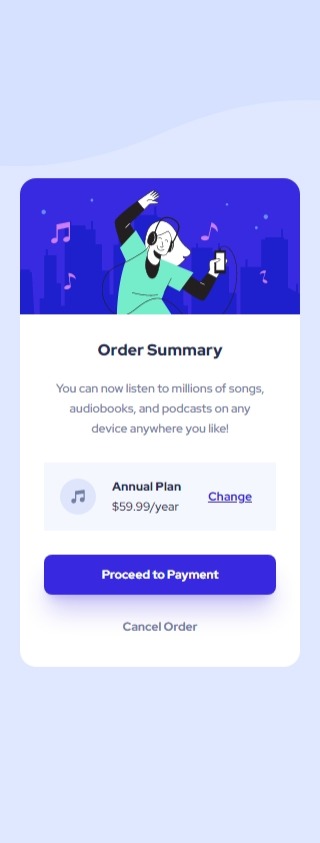 Order Summary
You can now listen to millions of songs,
audiobooks, and podcasts on any
device anywhere you like!
Annual Plan
$59.99/year
Change
Proceed to Payment
Cancel Order